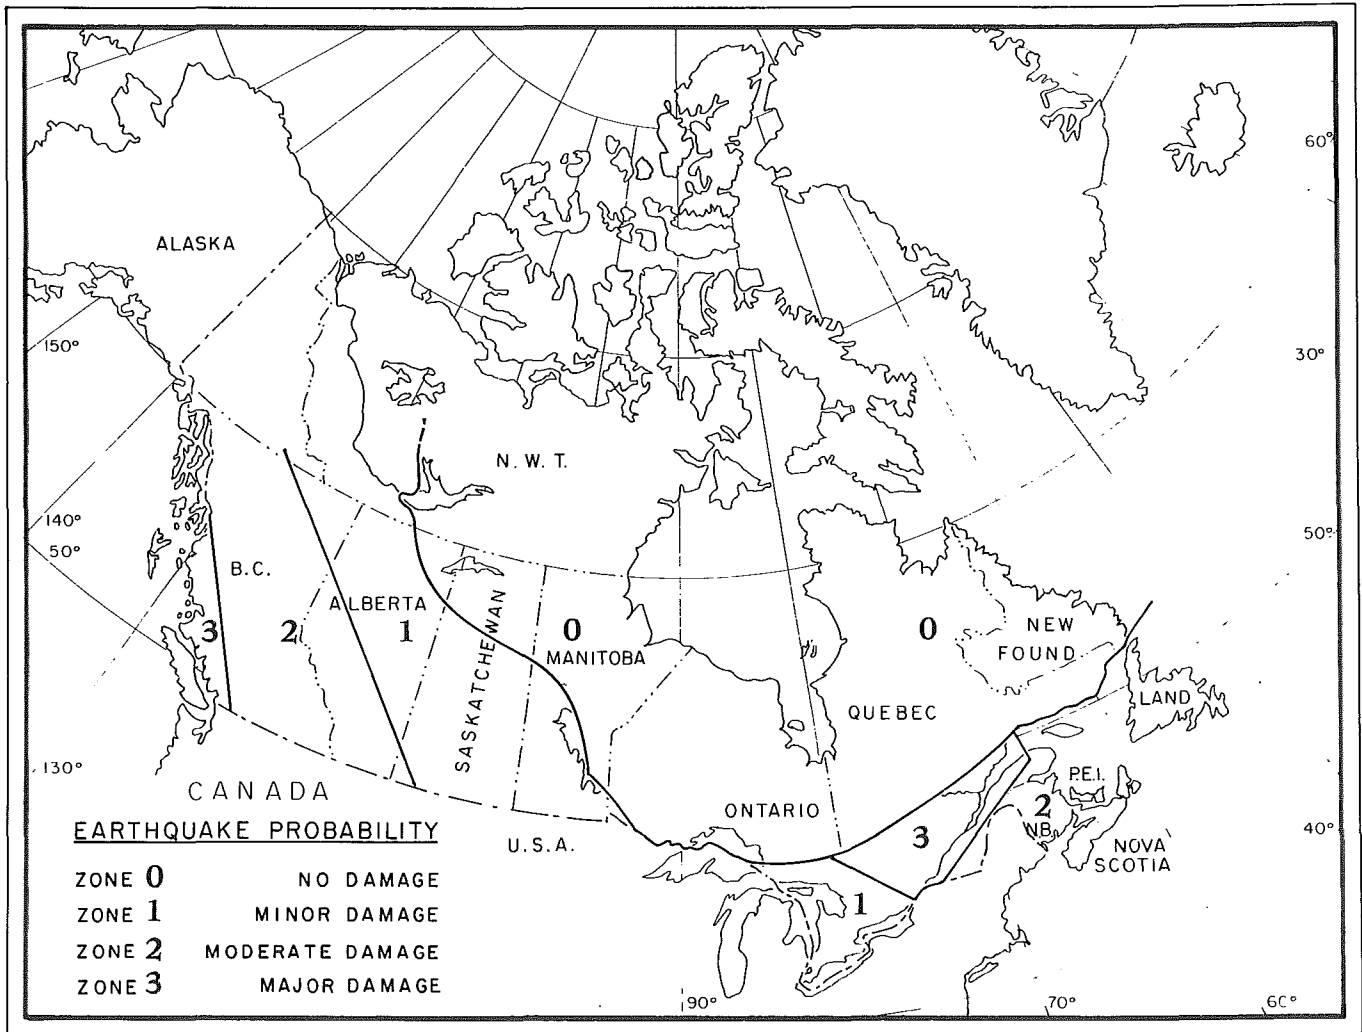 60°
ALASKA
150°
30°
N. W. T.
140°
50°
50°
B.C.
ALBERTA
SASKATCHEWAN
3
2
1
0
MANITOBA
0
NEW
FOUND
LAND
QUEBEC
130°
P.E.I.
CANADA
ONTARIO
2
N.B.
3
EARTHQUAKE PROBABILITY
U.S.A.
40°
NOVA
SCOTIA
ZONE 0 NO DAMAGE
1
ZONE 1 MINOR DAMAGE
ZONE 2 MODERATE DAMAGE
ZONE 3 MAJOR DAMAGE
90°
70°
60°